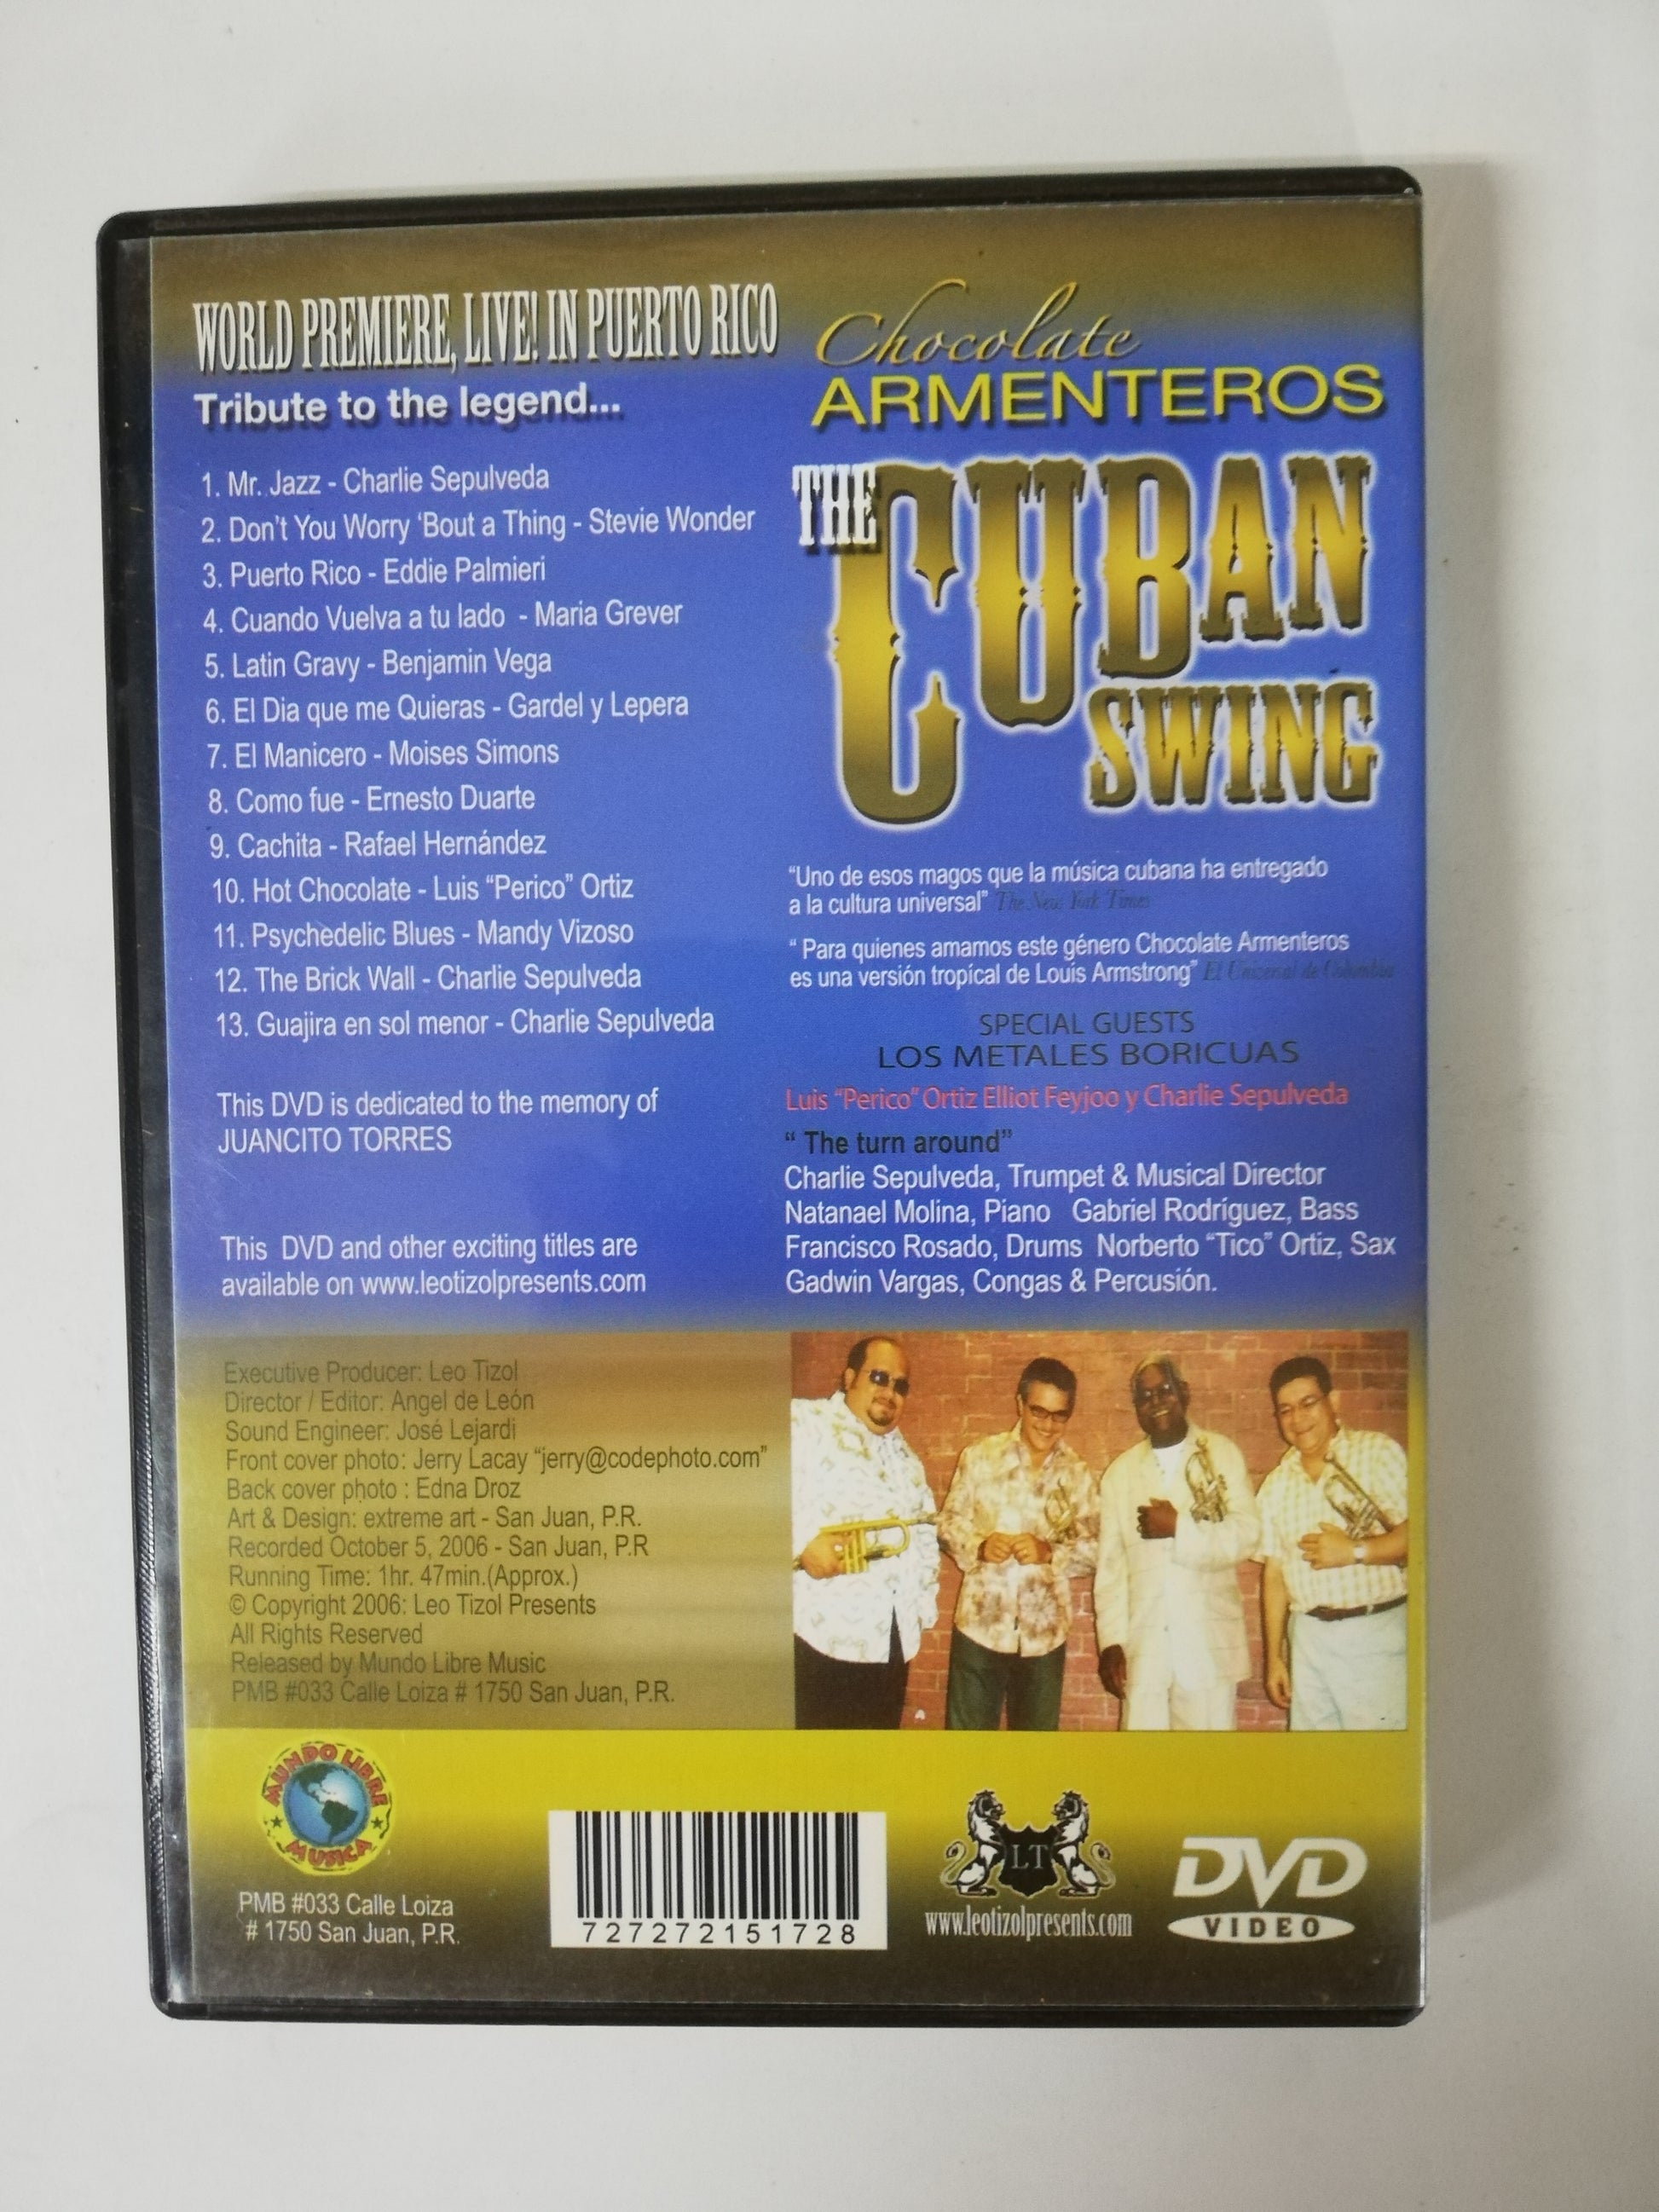 WORLD PREMIERE, LIVE! IN PUERTO RICO
Tribute to the legend...
1. Mr. Jazz - Charlie Sepulveda
2. Don't You Worry 'Bout a Thing - Stevie Wonder
3. Puerto Rico - Eddie Palmieri
4. Cuando Vuelva a tu lado - Maria Grever
5. Latin Gravy - Benjamin Vega
6. El Dia que me Quieras - Gardel y Lepera
7. El Manicero - Moises Simons
8. Como fue - Ernesto Duarte
9. Cachita - Rafael Hernández
10. Hot Chocolate - Luis “Perico” Ortiz
11. Psychedelic Blues - Mandy Vizoso
12. The Brick Wall - Charlie Sepulveda
13. Guajira en sol menor - Charlie Sepulveda
This DVD is dedicated to the memory of
JUANCITO TORRES
This DVD and other exciting titles are
available on www.leotizolpresents.com
Chocolate
ARMENTEROS
THE CUBAN
SWING
“Uno de esos magos que la música cubana ha entregado
a la cultura universal” The New York Times
“ Para quienes amamos este género Chocolate Armenteros
es una versión tropícal de Louis Armstrong” El Universal de Columbia
SPECIAL GUESTS
LOS METALES BORICUAS
Luis “Perico” Ortiz Elliot Feyjoo y Charlie Sepulveda
“ The turn around”
Charlie Sepulveda, Trumpet & Musical Director
Natanael Molina, Piano Gabriel Rodríguez, Bass
Francisco Rosado, Drums Norberto “Tico” Ortiz, Sax
Gadwin Vargas, Congas & Percusión.
Executive Producer: Leo Tizol
Director / Editor: Angel de León
Sound Engineer: José Lejardi
Front cover photo: Jerry Lacay “jerry@codephoto.com”
Back cover photo : Edna Droz
Art & Design: extreme art - San Juan, P.R.
Recorded October 5, 2006 - San Juan, P.R
Running Time: 1hr. 47min.(Approx.)
© Copyright 2006: Leo Tizol Presents
All Rights Reserved
Released by Mundo Libre Music
PMB #033 Calle Loiza # 1750 San Juan, P.R.
MUNDO LIBRE
MUSICA
PMB #033 Calle Loiza
# 1750 San Juan, P.R.
727272151728
LT
www.leotizolpresents.com
DVD
VIDEO